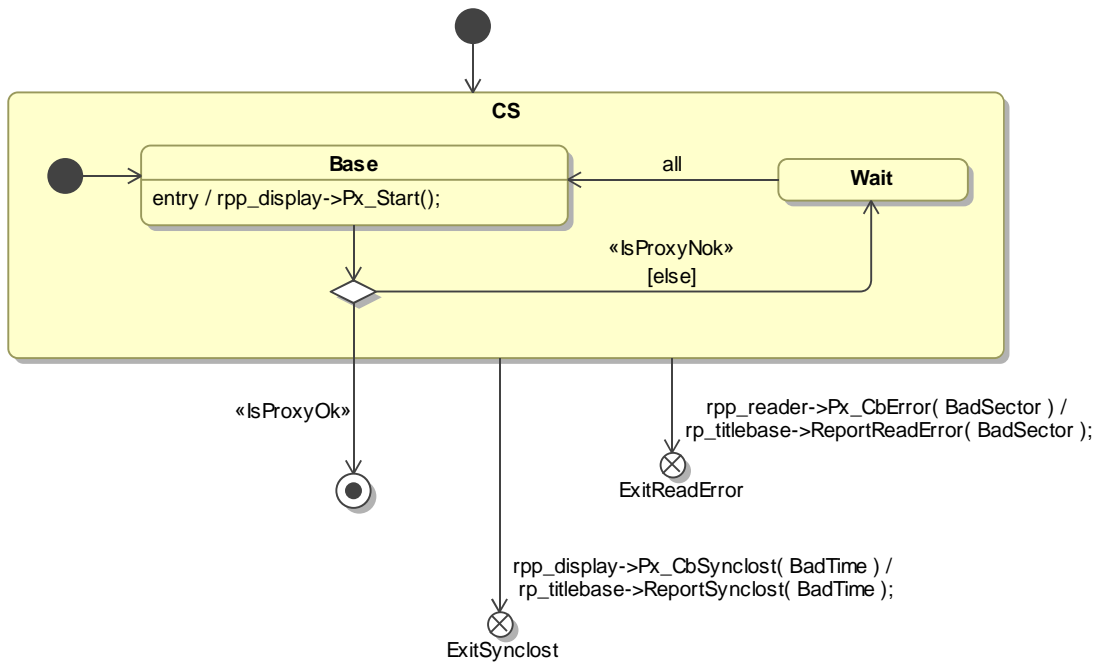 CS
Base
entry / rpp_display->Px_Start();
all
Wait
«IsProxyNok»
[else]
«IsProxyOk»
rpp_reader->Px_CbError( BadSector ) /
rp_titlebase->ReportReadError( BadSector );
ExitReadError
rpp_display->Px_CbSynclost( BadTime ) /
rp_titlebase->ReportSynclost( BadTime );
ExitSynclost